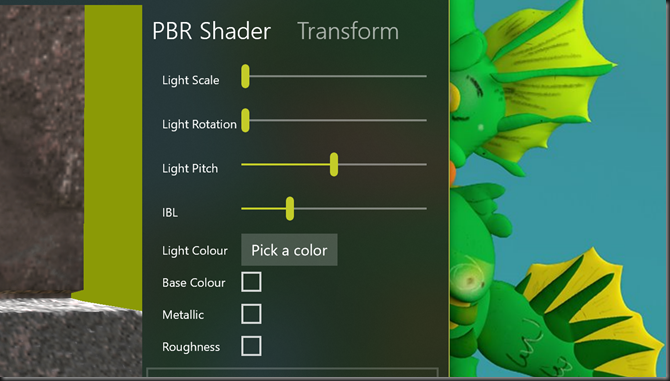 PBR Shader Transform
Light Scale
Light Rotation
Light Pitch
IBL
Light Colour Pick a color
Base Colour
Metallic
Roughness